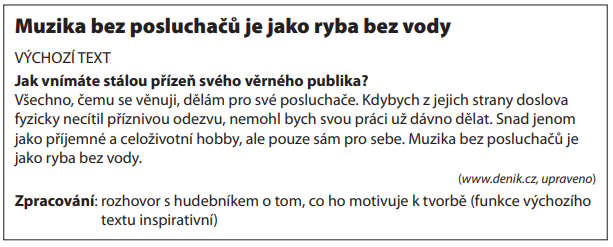 Muzika bez posluchačů je jako ryba bez vody
VÝCHOZÍ TEXT
Jak vnímáte stálou přízeň svého věrného publika?
Všechno, čemu se věnuji, dělám pro své posluchače. Kdybych z jejich strany doslova
fyzicky necítil příznivou odezvu, nemohl bych svou práci už dávno dělat. Snad jenom
jako příjemné a celoživotní hobby, ale pouze sám pro sebe. Muzika bez posluchačů je
jako ryba bez vody.
(www.denik.cz, upraveno)
Zpracování: rozhovor s hudebníkem o tom, co ho motivuje k tvorbě (funkce výchozího
textu inspirativní)